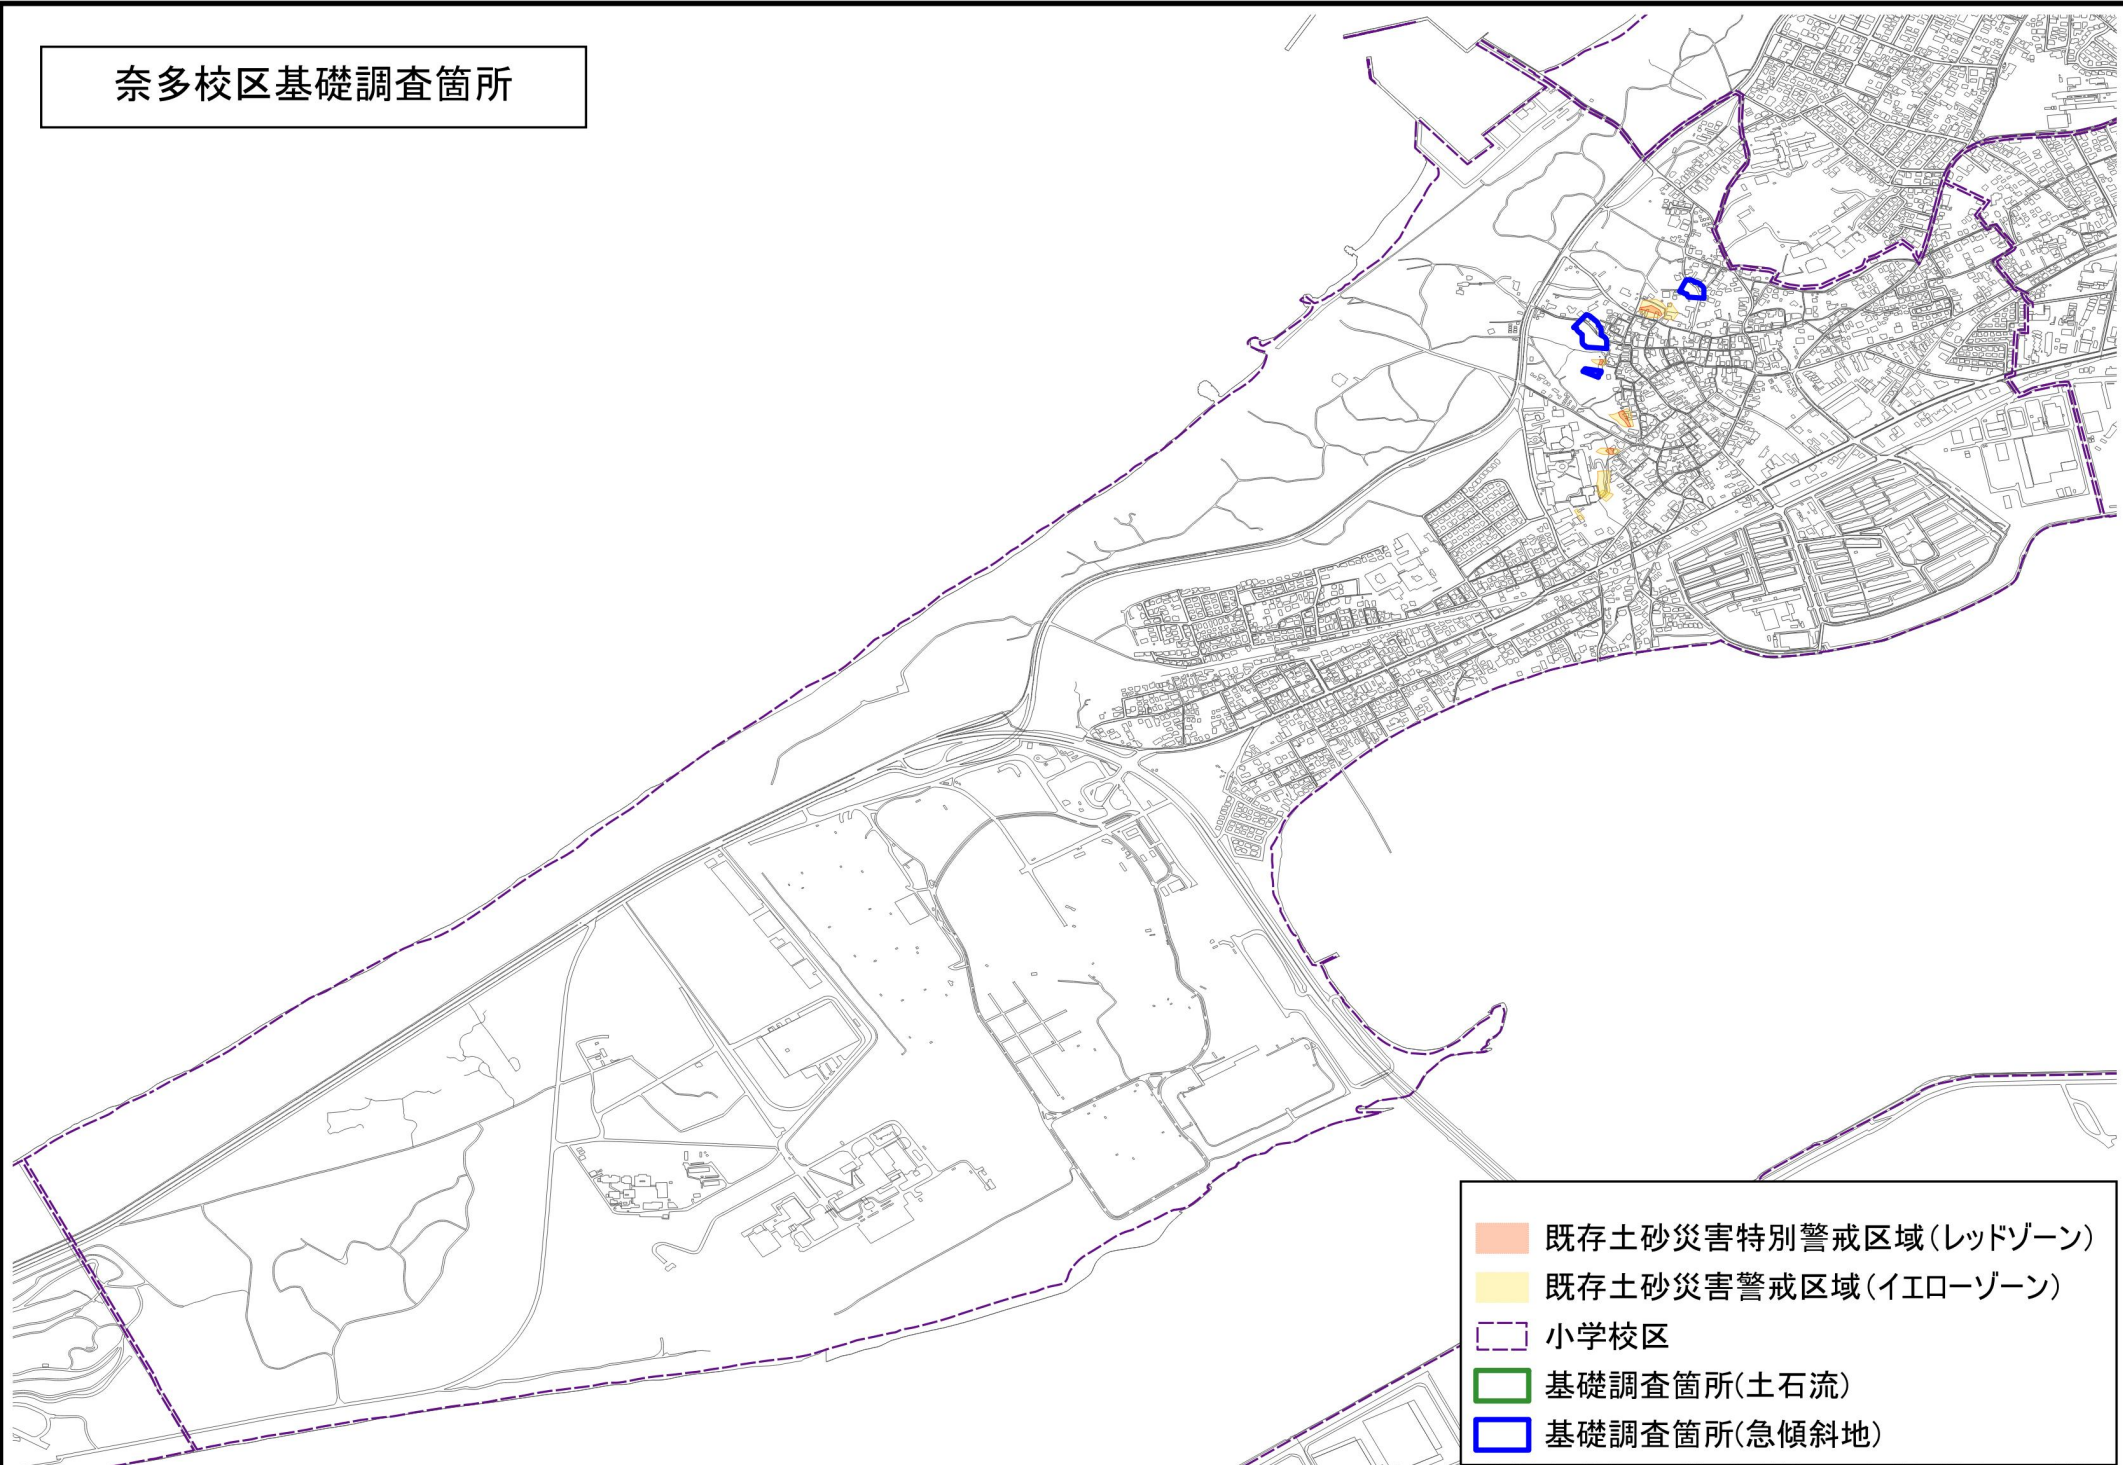 奈多校区基礎調査箇所
既存土砂災害特別警戒区域(レッドゾーン)
既存土砂災害警戒区域(イエローゾーン)
小学校区
基礎調査箇所(土石流)
基礎調査箇所(急傾斜地)